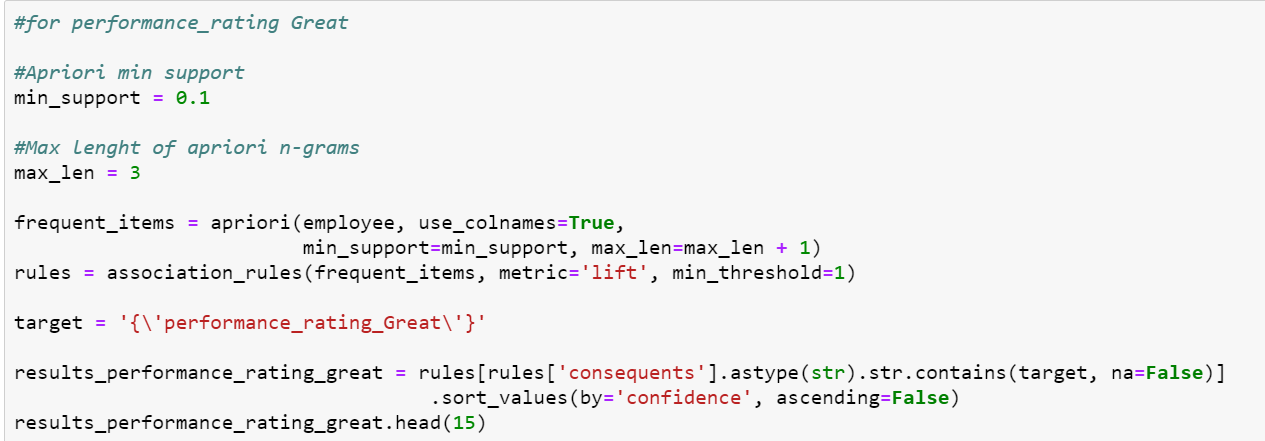 #for performance_rating Great
#Apriori min support
min_support = 0.1
#Max lenght of apriori n-grams
max_len = 3
frequent_items = apriori(employee, use_colnames=True,
                         min_support=min_support, max_len=max_len + 1)
rules = association_rules(frequent_items, metric='lift', min_threshold=1)
target = '{\'performance_rating_Great\'}'
results_performance_rating_great = rules[rules['consequents'].astype(str).str.contains(target, na=False)]
                                    .sort_values(by='confidence', ascending=False)
results_performance_rating_great.head(15)